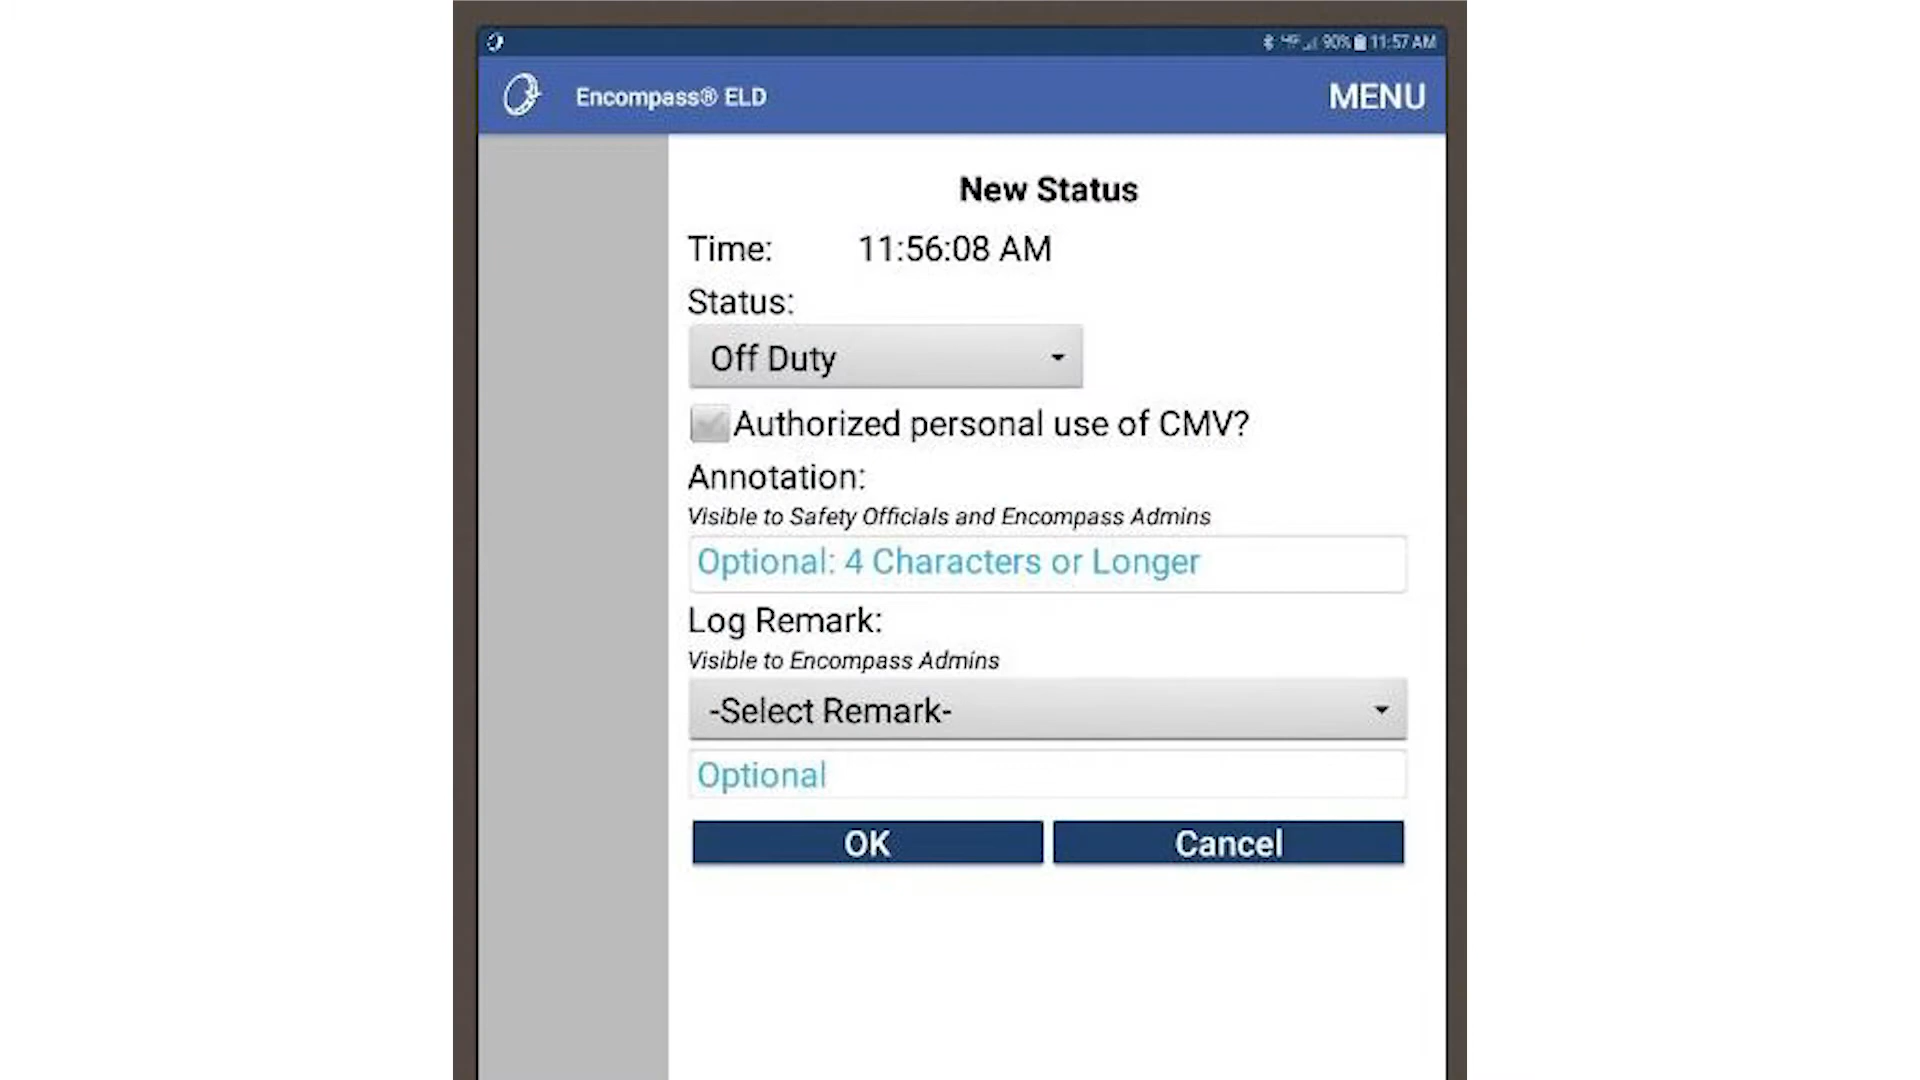 90% 11:57 AM
Encompass® ELD MENU
New Status
Time: 11:56:08 AM
Status:
Off Duty
Authorized personal use of CMV?
Annotation:
Visible to Safety Officials and Encompass Admins
Optional: 4 Characters or Longer
Log Remark:
Visible to Encompass Admins
-Select Remark-
Optional
OK Cancel